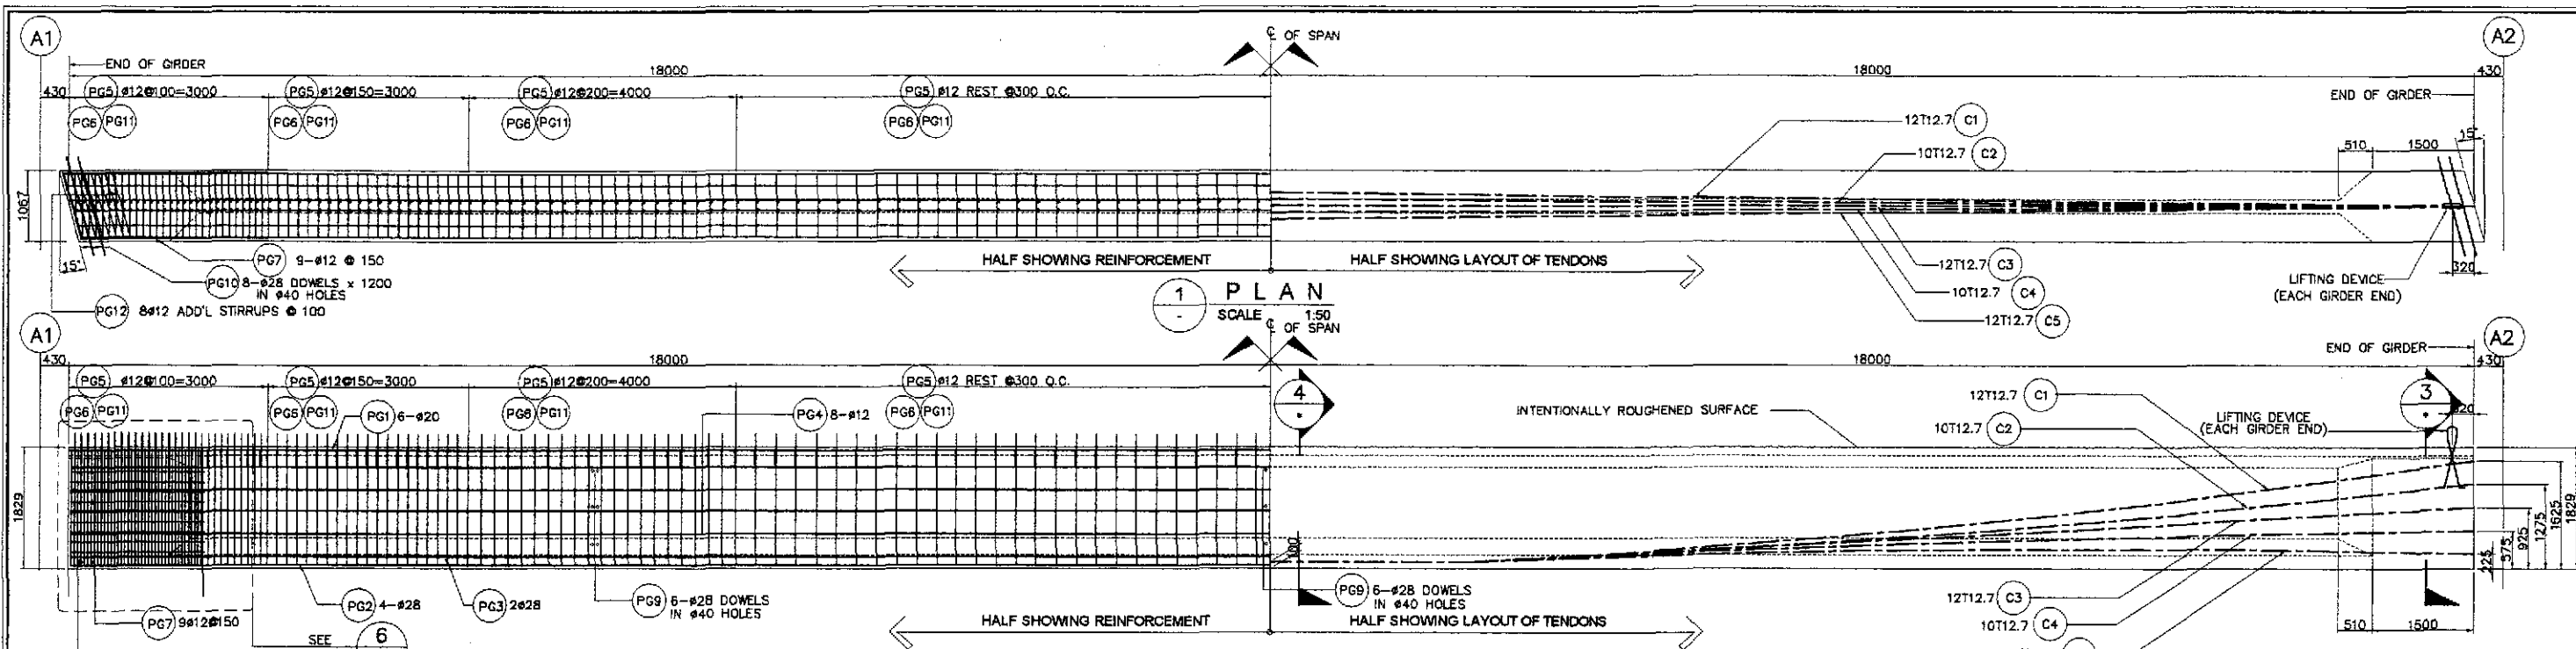 A1
END OF GIRDER
18000
℄ OF SPAN
18000
A2
430
PG5 ø12@100=3000
PG5 ø12@150=3000
PG5 ø12@200=4000
PG5 ø12 REST @300 O.C.
430
END OF GIRDER
PG6 PG11
PG6 PG11
PG6 PG11
PG6 PG11
12T12.7 C1
10T12.7 C2
15°
510
1500
1067
15°
PG7 9-ø12 @ 150
PG10 8-ø28 DOWELS x 1200
IN ø40 HOLES
PG12 8ø12 ADD'L STIRRUPS @ 100
HALF SHOWING REINFORCEMENT
HALF SHOWING LAYOUT OF TENDONS
12T12.7 C3
10T12.7 C4
12T12.7 C5
320
LIFTING DEVICE
(EACH GIRDER END)
1
-
PLAN
SCALE 1:50
A1
℄ OF SPAN
A2
430
18000
18000
END OF GIRDER
430
PG5 ø12@100=3000
PG5 ø12@150=3000
PG5 ø12@200=4000
PG5 ø12 REST @300 O.C.
PG6 PG11
PG6 PG11
PG6 PG11
PG6 PG11
PG1 6-ø20
PG4 8-ø12
4
INTENTIONALLY ROUGHENED SURFACE
12T12.7 C1
10T12.7 C2
LIFTING DEVICE
(EACH GIRDER END)
3
320
1829
100
225
575
925
1275
1625
1829
PG7 9ø12@150
PG2 4-ø28
PG3 2ø28
PG9 6-ø28 DOWELS
IN ø40 HOLES
PG9 6-ø28 DOWELS
IN ø40 HOLES
12T12.7 C3
10T12.7 C4
510
1500
SEE
6
HALF SHOWING REINFORCEMENT
HALF SHOWING LAYOUT OF TENDONS